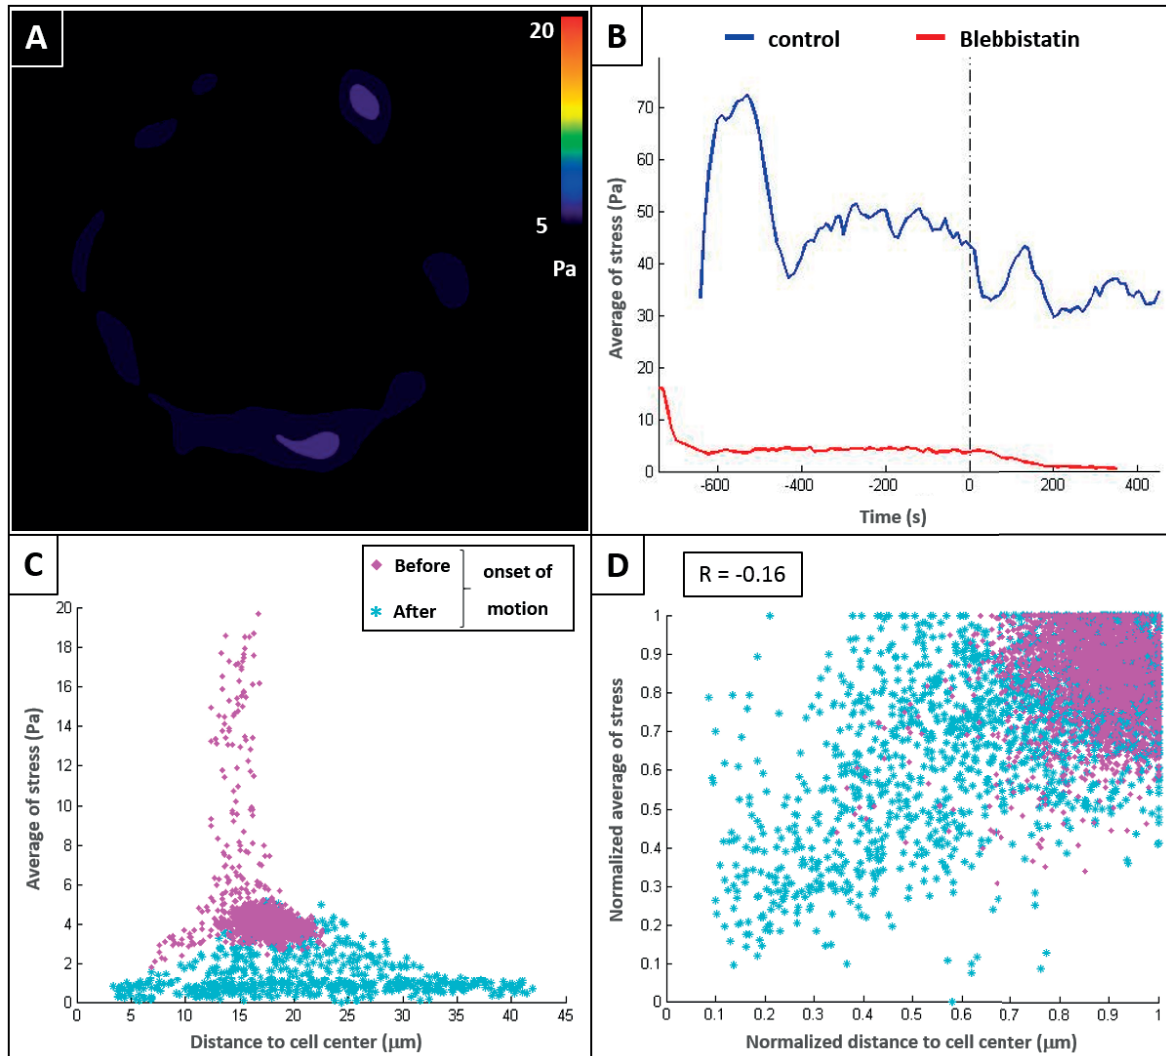 A
20
5
Pa
B
control
Blebbistatin
70
60
50
40
30
20
10
0
Average of stress (Pa)
-600 -400 -200 0 200 400
Time (s)
C
Before
After
onset of
motion
20
18
16
14
12
10
8
6
4
2
0
Average of stress (Pa)
0 5 10 15 20 25 30 35 40 45
Distance to cell center (µm)
D
R = -0.16
1
0.9
0.8
0.7
0.6
0.5
0.4
0.3
0.2
0.1
0
Normalized average of stress
0 0.1 0.2 0.3 0.4 0.5 0.6 0.7 0.8 0.9 1
Normalized distance to cell center (µm)